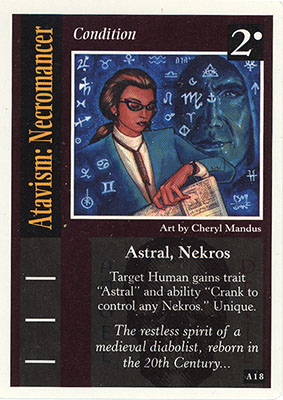 Atavism: Necromancer
Condition
2•
Art by Cheryl Mandus
Astral, Nekros
Target Human gains trait
“Astral” and ability “Crank to
control any Nekros.” Unique.
The restless spirit of a
medieval diabolist, reborn in
the 20th Century...
A18